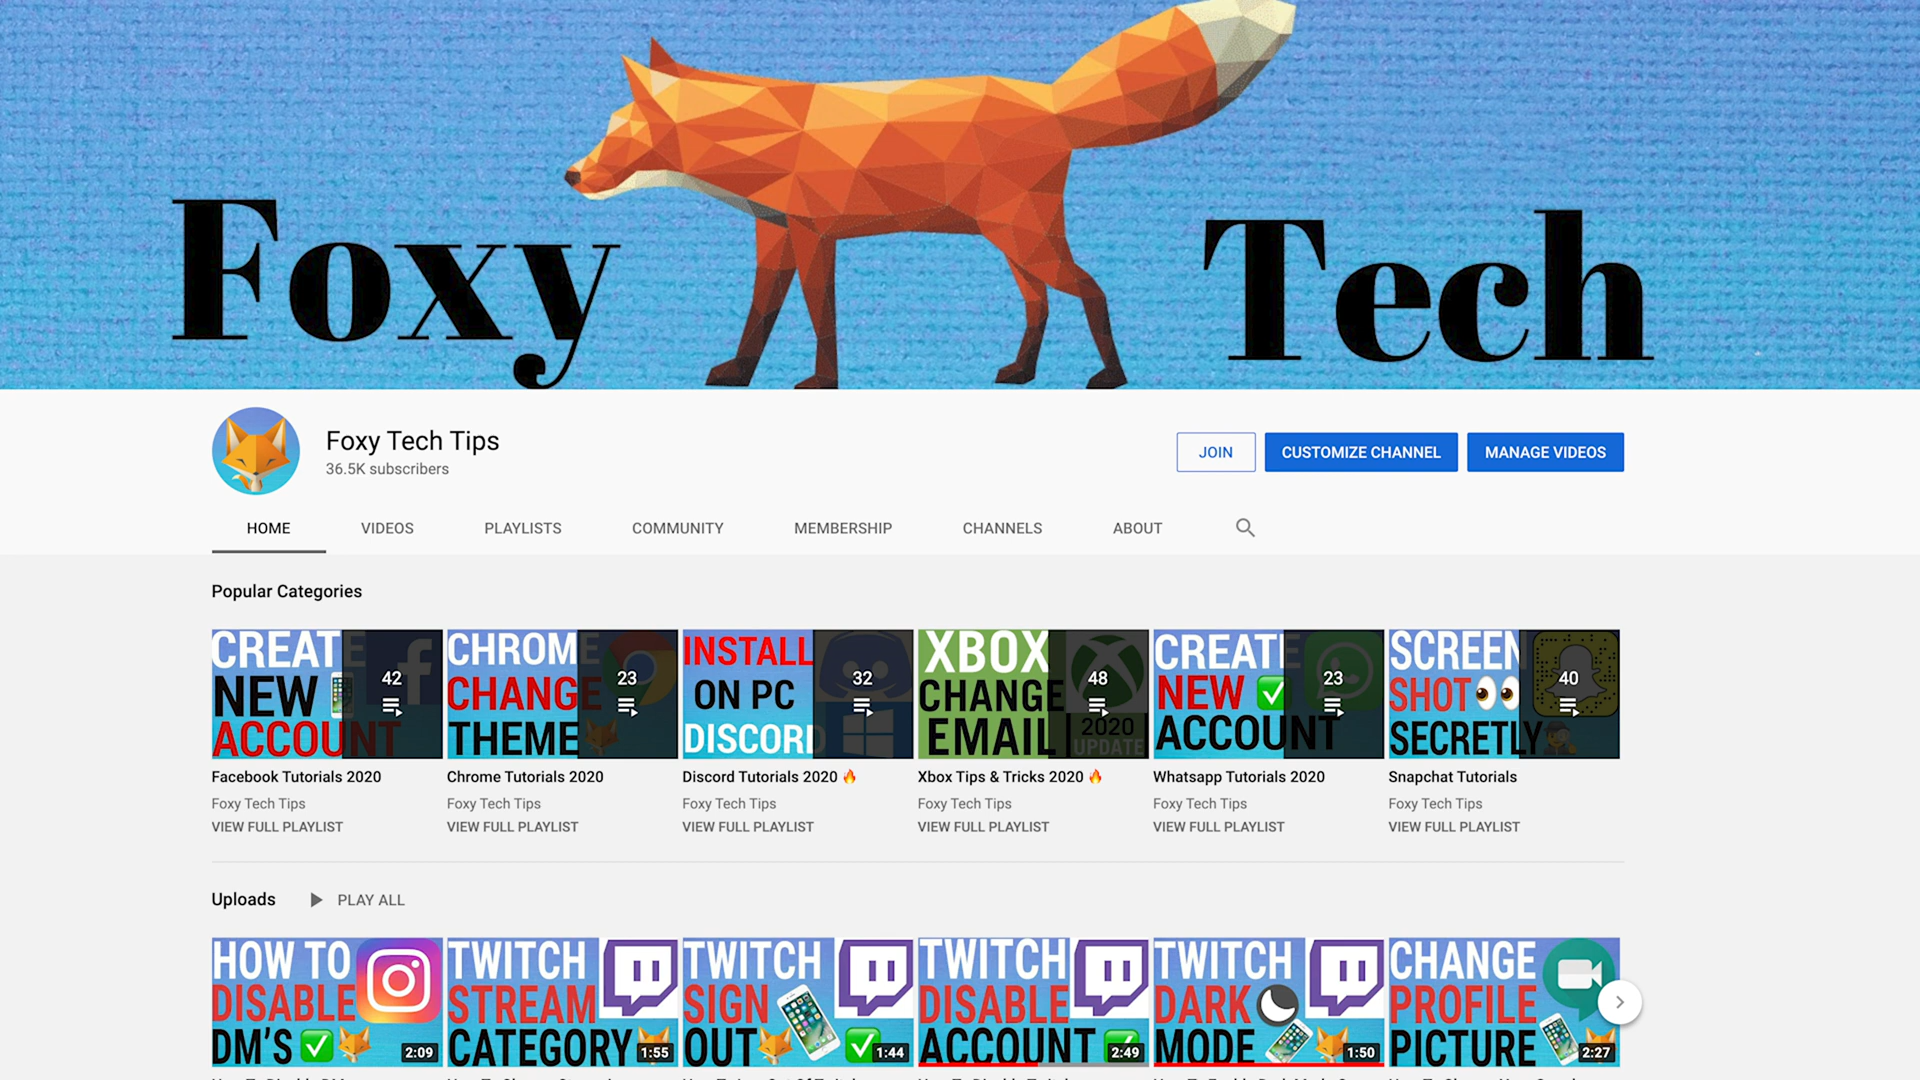 Foxy Tech
Foxy Tech Tips
36.5K subscribers
JOIN
CUSTOMIZE CHANNEL
MANAGE VIDEOS
HOME
VIDEOS
PLAYLISTS
COMMUNITY
MEMBERSHIP
CHANNELS
ABOUT
Popular Categories
CREATE
NEW
ACCOUNT
42
Facebook Tutorials 2020
Foxy Tech Tips
VIEW FULL PLAYLIST
CHROME
CHANGE
THEME
23
Chrome Tutorials 2020
Foxy Tech Tips
VIEW FULL PLAYLIST
INSTALL
ON PC
DISCORD
32
Discord Tutorials 2020 🔥
Foxy Tech Tips
VIEW FULL PLAYLIST
XBOX
CHANGE
EMAIL
2020
UPDATE
48
Xbox Tips & Tricks 2020 🔥
Foxy Tech Tips
VIEW FULL PLAYLIST
CREATE
NEW ✅
ACCOUNT
23
Whatsapp Tutorials 2020
Foxy Tech Tips
VIEW FULL PLAYLIST
SCREEN
SHOT 👀
SECRETLY
40
Snapchat Tutorials
Foxy Tech Tips
VIEW FULL PLAYLIST
Uploads
PLAY ALL
HOW TO
DISABLE
DM'S
2:09
TWITCH
STREAM
CATEGORY
1:55
TWITCH
SIGN
OUT
1:44
TWITCH
DISABLE
ACCOUNT
2:49
TWITCH
DARK
MODE
1:50
CHANGE
PROFILE
PICTURE
2:27